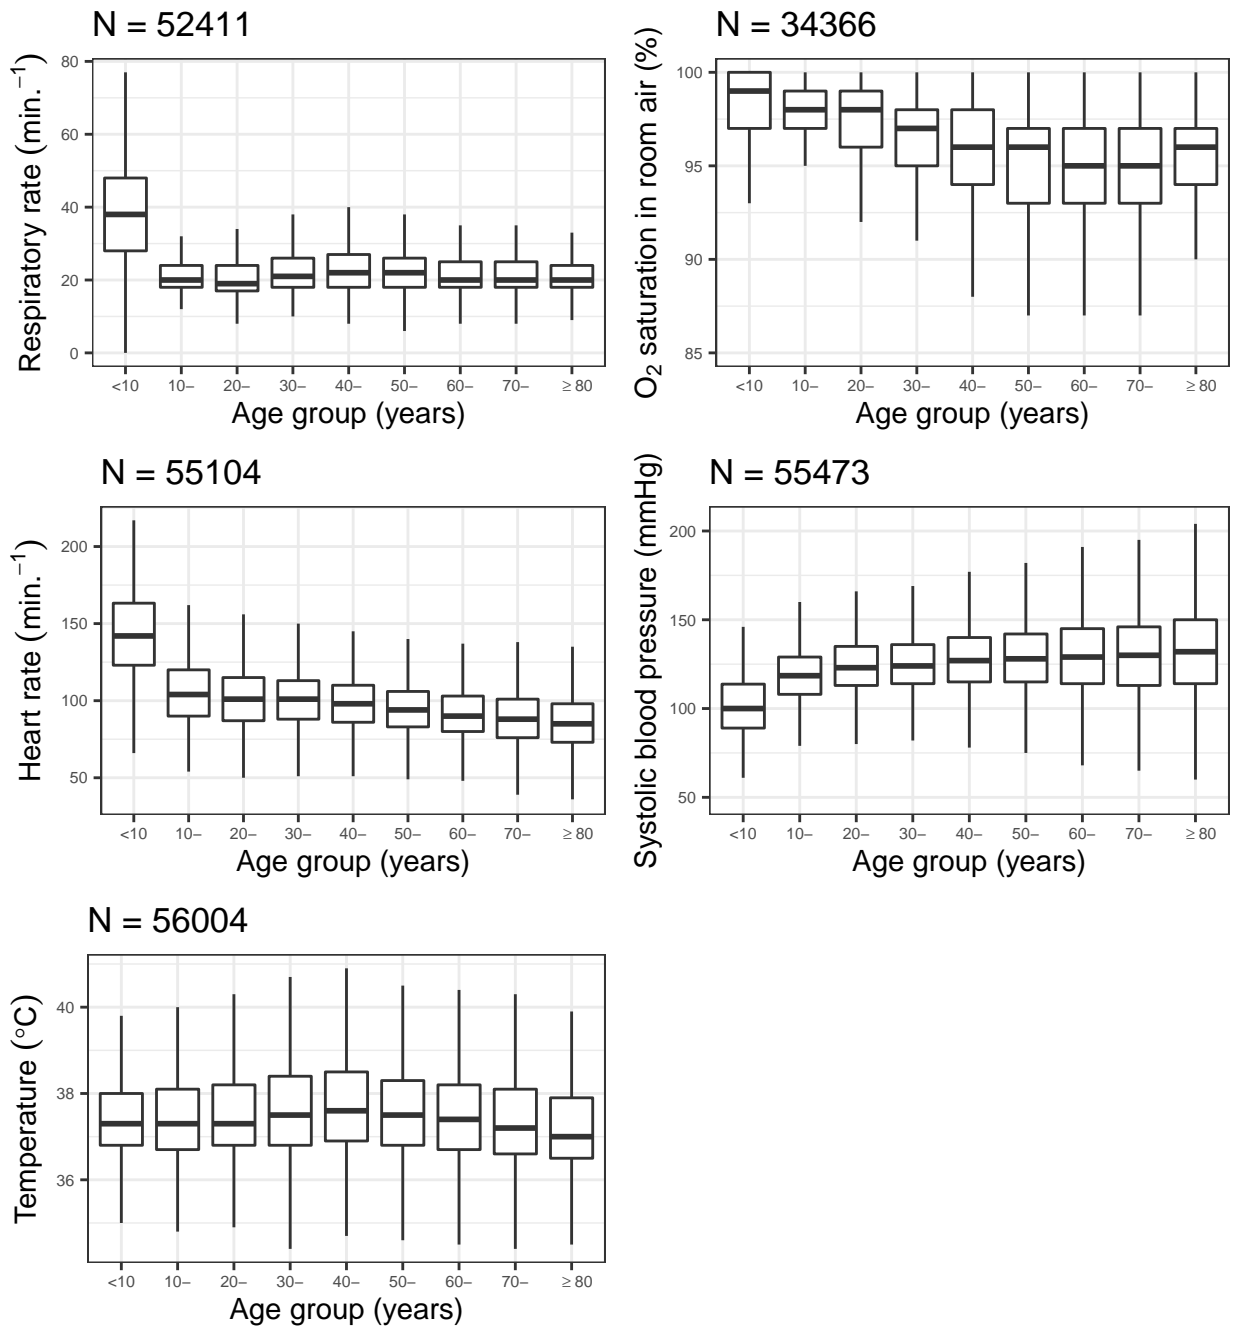 N = 52411
Respiratory rate (min.⁻¹)
80
60
40
20
0
<10 10– 20– 30– 40– 50– 60– 70– ≥ 80
Age group (years)
N = 34366
O₂ saturation in room air (%)
100
95
90
85
<10 10– 20– 30– 40– 50– 60– 70– ≥ 80
Age group (years)
N = 55104
Heart rate (min.⁻¹)
200
150
100
50
<10 10– 20– 30– 40– 50– 60– 70– ≥ 80
Age group (years)
N = 55473
Systolic blood pressure (mmHg)
200
150
100
50
<10 10– 20– 30– 40– 50– 60– 70– ≥ 80
Age group (years)
N = 56004
Temperature (°C)
40
38
36
<10 10– 20– 30– 40– 50– 60– 70– ≥ 80
Age group (years)